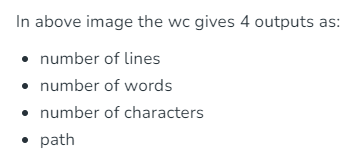 In above image the wc gives 4 outputs as:
• number of lines
• number of words
• number of characters
• path